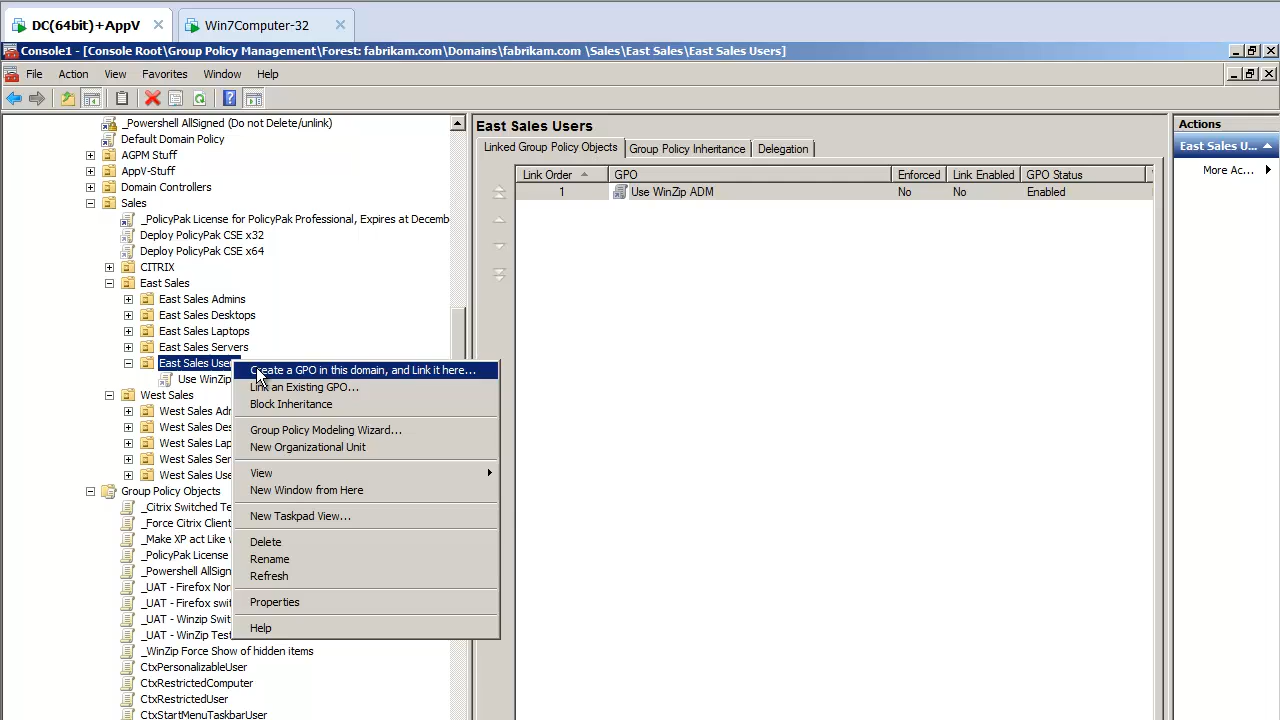 DC(64bit)+AppV
Win7Computer-32
Console1 - [Console Root\Group Policy Management\Forest: fabrikam.com\Domains\fabrikam.com \Sales\East Sales\East Sales Users]
File Action View Favorites Window Help
_Powershell AllSigned (Do not Delete/unlink)
Default Domain Policy
AGPM Stuff
AppV-Stuff
Domain Controllers
Sales
_PolicyPak License for PolicyPak Professional, Expires at Decemb
Deploy PolicyPak CSE x32
Deploy PolicyPak CSE x64
CITRIX
East Sales
East Sales Admins
East Sales Desktops
East Sales Laptops
East Sales Servers
East Sales User
Use WinZip
West Sales
West Sales Adr
West Sales Des
West Sales Lap
West Sales Ser
West Sales Use
Group Policy Objects
_Citrix Switched Te
_Force Citrix Client
_Make XP act Like
_PolicyPak License
_Powershell AllSign
_UAT - Firefox Nor
_UAT - Firefox swit
_UAT - Winzip Swit
_UAT - WinZip Test
_WinZip Force Show of hidden items
CtxPersonalizableUser
CtxRestrictedComputer
CtxRestrictedUser
CtxStartMenuTaskbarUser
Create a GPO in this domain, and Link it here...
Link an Existing GPO...
Block Inheritance
Group Policy Modeling Wizard...
New Organizational Unit
View
New Window from Here
New Taskpad View...
Delete
Rename
Refresh
Properties
Help
East Sales Users
Linked Group Policy Objects Group Policy Inheritance Delegation
Link Order GPO Enforced Link Enabled GPO Status
1 Use WinZip ADM No No Enabled
Actions
East Sales U...
More Ac...